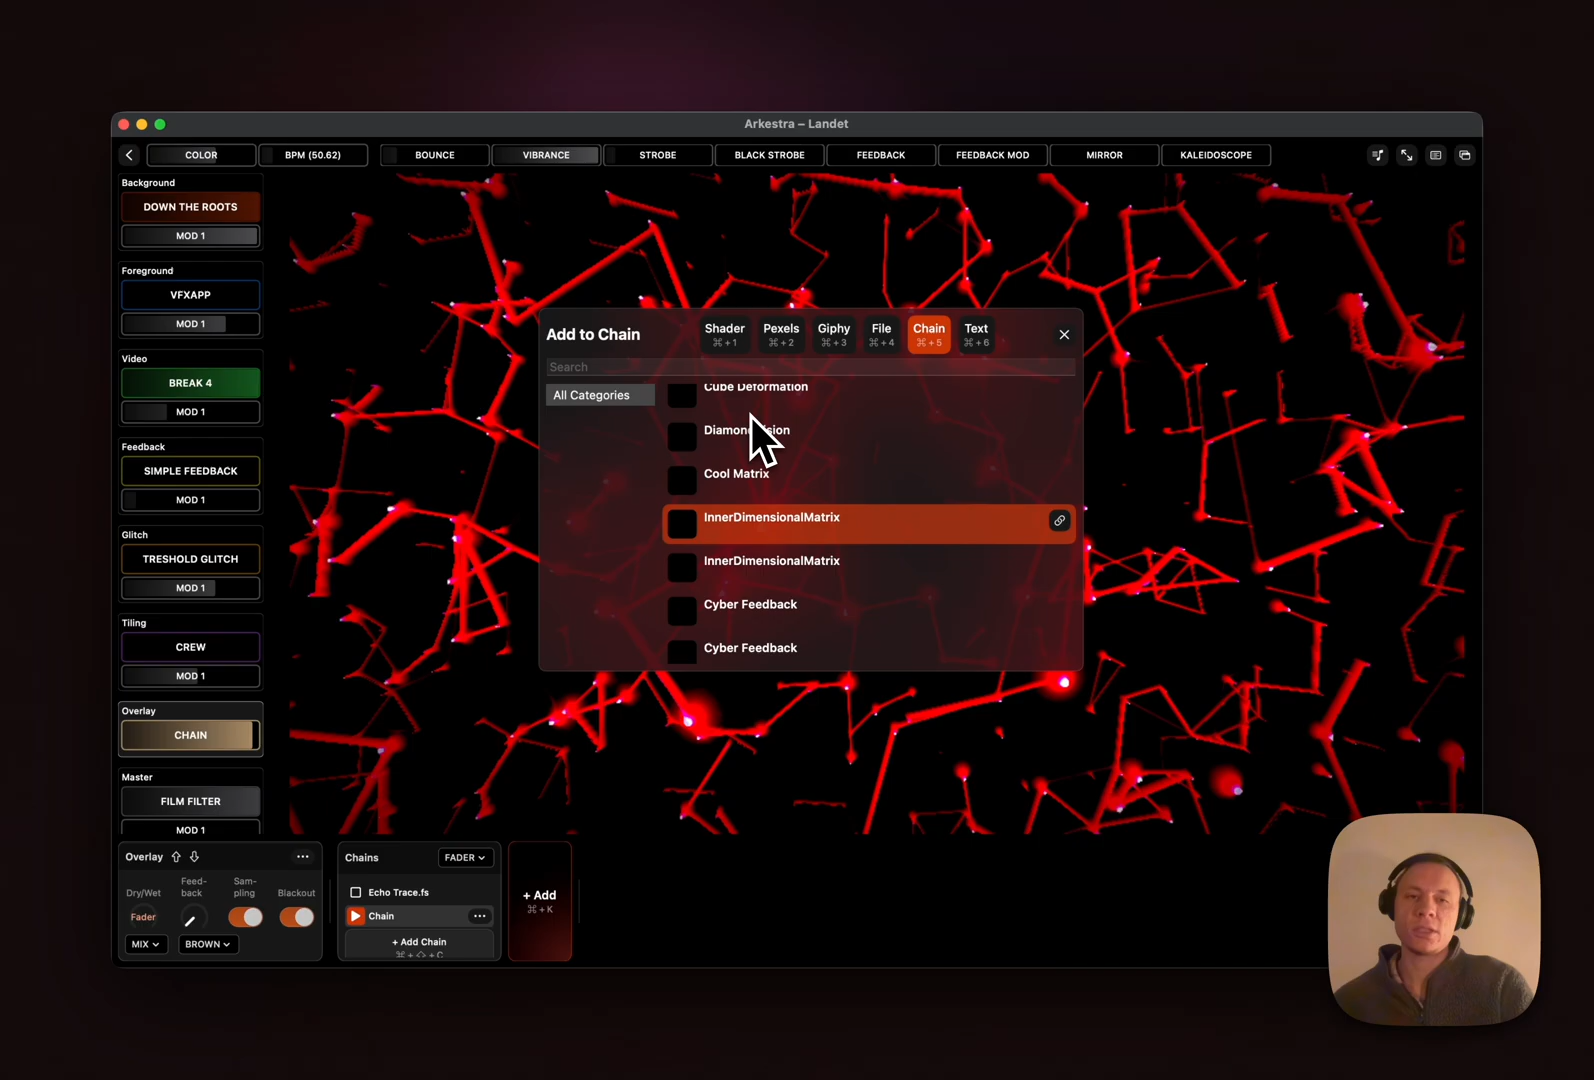 Arkestra – Landet
COLOR
BPM (50.62)
BOUNCE
VIBRANCE
STROBE
BLACK STROBE
FEEDBACK
FEEDBACK MOD
MIRROR
KALEIDOSCOPE
Background
DOWN THE ROOTS
MOD 1
Foreground
VFXAPP
MOD 1
Video
BREAK 4
MOD 1
Feedback
SIMPLE FEEDBACK
MOD 1
Glitch
TRESHOLD GLITCH
MOD 1
Tiling
CREW
MOD 1
Overlay
CHAIN
Master
FILM FILTER
MOD 1
Add to Chain
Shader
⌘ + 1
Pexels
⌘ + 2
Giphy
⌘ + 3
File
⌘ + 4
Chain
⌘ + 5
Text
⌘ + 6
Search
All Categories
Cube Deformation
Cool Matrix
InnerDimensionalMatrix
InnerDimensionalMatrix
Cyber Feedback
Cyber Feedback
Overlay
Dry/Wet
Feed-
back
Sam-
pling
Blackout
Fader
MIX
BROWN
Chains
FADER
Echo Trace.fs
Chain
+ Add Chain
⌘ + ⇧ + C
+ Add
⌘ + K